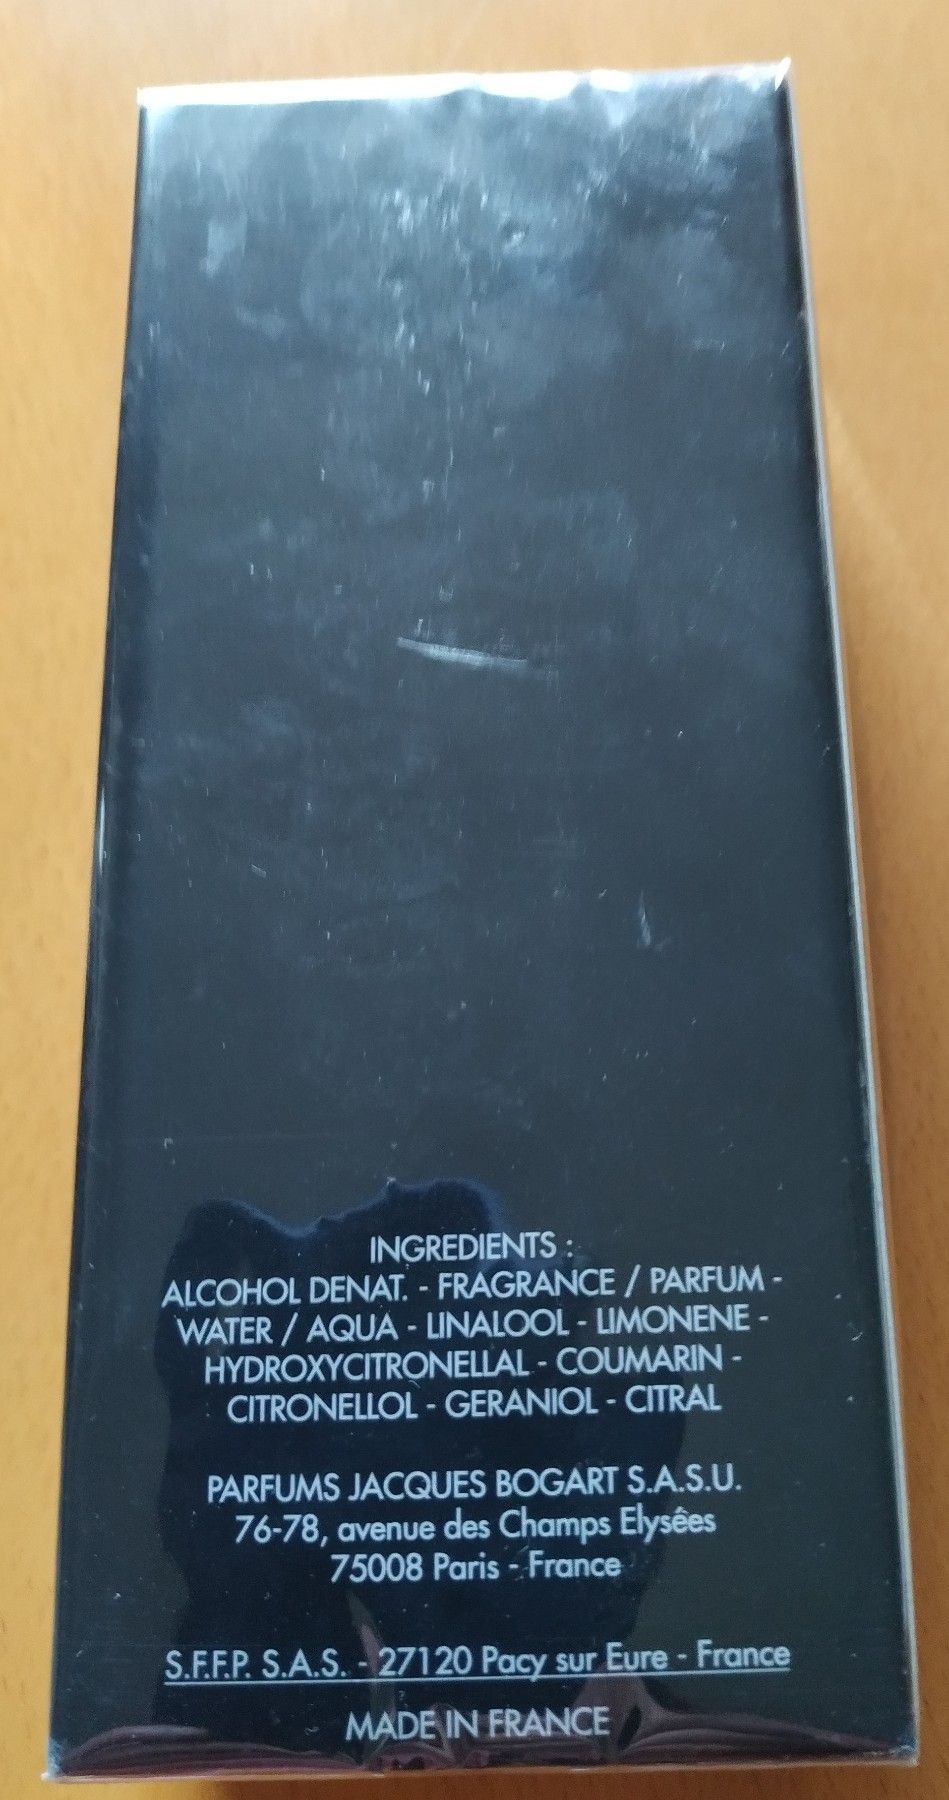 INGREDIENTS :
ALCOHOL DENAT. - FRAGRANCE / PARFUM -
WATER / AQUA - LINALOOL - LIMONENE -
HYDROXYCITRONELLAL - COUMARIN -
CITRONELLOL - GERANIOL - CITRAL
PARFUMS JACQUES BOGART S.A.S.U.
76-78, avenue des Champs Elysêes
75008 Paris - France
S.F.F.P. S.A.S. - 27120 Pacy sur Eure - France
MADE IN FRANCE